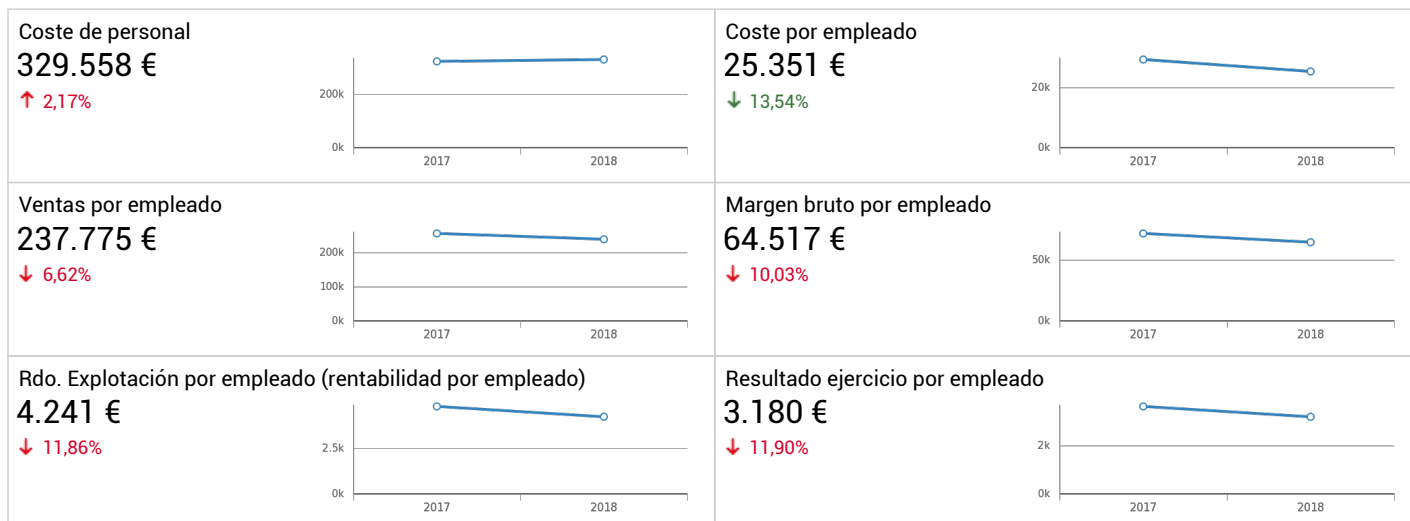 Coste de personal
329.558 €
↑ 2,17%
200k
0k
2017 2018
Coste por empleado
25.351 €
↓ 13,54%
20k
0k
2017 2018
Ventas por empleado
237.775 €
↓ 6,62%
200k
100k
0k
2017 2018
Margen bruto por empleado
64.517 €
↓ 10,03%
50k
0k
2017 2018
Rdo. Explotación por empleado (rentabilidad por empleado)
4.241 €
↓ 11,86%
2.5k
0k
2017 2018
Resultado ejercicio por empleado
3.180 €
↓ 11,90%
2k
0k
2017 2018